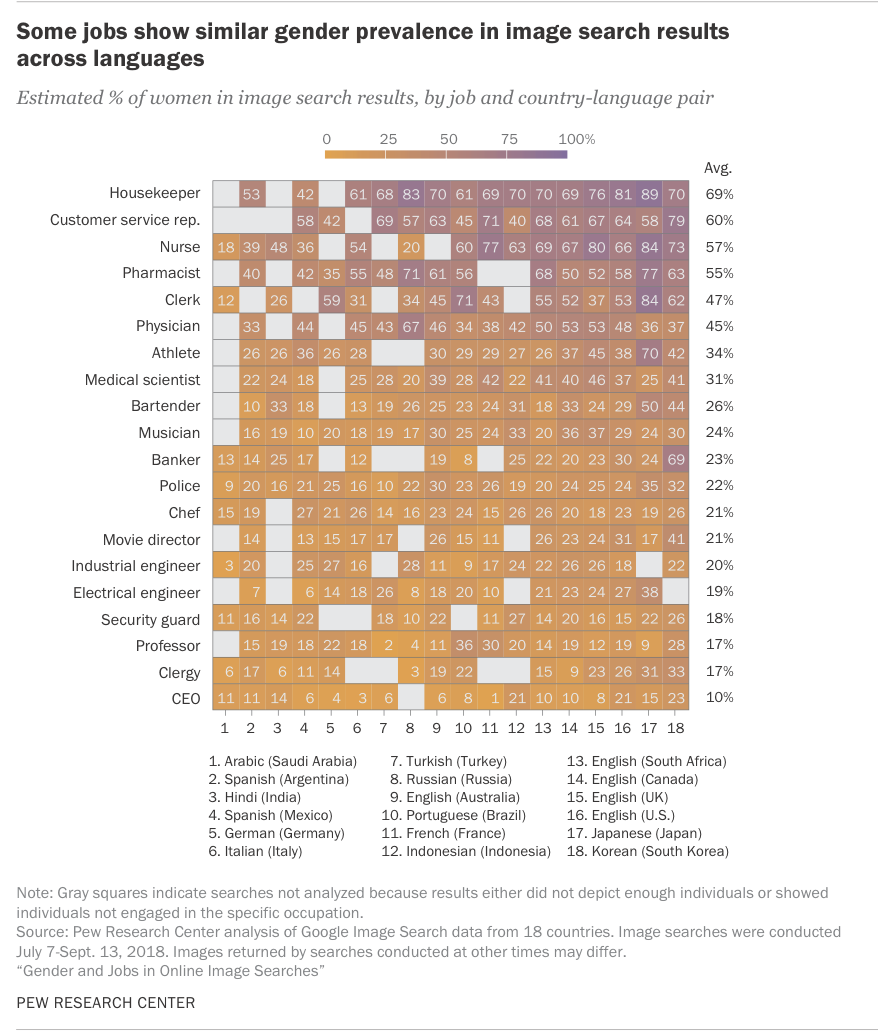 Some jobs show similar gender prevalence in image search results
across languages
Estimated % of women in image search results, by job and country-language pair
0 25 50 75 100%
Avg.
Housekeeper 53 42 61 68 83 70 61 69 70 70 69 76 81 89 70 69%
Customer service rep. 58 42 69 57 63 45 71 40 68 61 67 64 58 79 60%
Nurse 18 39 48 36 54 20 60 77 63 69 67 80 66 84 73 57%
Pharmacist 40 42 35 55 48 71 61 56 68 50 52 58 77 63 55%
Clerk 12 26 59 31 34 45 71 43 55 52 37 53 84 62 47%
Physician 33 44 45 43 67 46 34 38 42 50 53 53 48 36 37 45%
Athlete 26 26 36 26 28 30 29 29 27 26 37 45 38 70 42 34%
Medical scientist 22 24 18 25 28 20 39 28 42 22 41 40 46 37 25 41 31%
Bartender 10 33 18 13 19 26 25 23 24 31 18 33 24 29 50 44 26%
Musician 16 19 10 20 18 19 17 30 25 24 33 20 36 37 29 24 30 24%
Banker 13 14 25 17 12 19 8 25 22 20 23 30 24 69 23%
Police 9 20 16 21 25 16 10 22 30 23 26 19 20 24 25 24 35 32 22%
Chef 15 19 27 21 26 14 16 23 24 15 26 26 20 18 23 19 26 21%
Movie director 14 13 15 17 17 26 15 11 26 23 24 31 17 41 21%
Industrial engineer 3 20 25 27 16 28 11 9 17 24 22 26 26 18 22 20%
Electrical engineer 7 6 14 18 26 8 18 20 10 21 23 24 27 38 19%
Security guard 11 16 14 22 18 10 22 11 27 14 20 16 15 22 26 18%
Professor 15 19 18 22 18 2 4 11 36 30 20 14 19 12 19 9 28 17%
Clergy 6 17 6 11 14 3 19 22 15 9 23 26 31 33 17%
CEO 11 11 14 6 4 3 6 6 8 1 21 10 10 8 21 15 23 10%
1 2 3 4 5 6 7 8 9 10 11 12 13 14 15 16 17 18
1. Arabic (Saudi Arabia) 7. Turkish (Turkey) 13. English (South Africa)
2. Spanish (Argentina) 8. Russian (Russia) 14. English (Canada)
3. Hindi (India) 9. English (Australia) 15. English (UK)
4. Spanish (Mexico) 10. Portuguese (Brazil) 16. English (U.S.)
5. German (Germany) 11. French (France) 17. Japanese (Japan)
6. Italian (Italy) 12. Indonesian (Indonesia) 18. Korean (South Korea)
Note: Gray squares indicate searches not analyzed because results either did not depict enough individuals or showed
individuals not engaged in the specific occupation.
Source: Pew Research Center analysis of Google Image Search data from 18 countries. Image searches were conducted
July 7-Sept. 13, 2018. Images returned by searches conducted at other times may differ.
“Gender and Jobs in Online Image Searches”
PEW RESEARCH CENTER